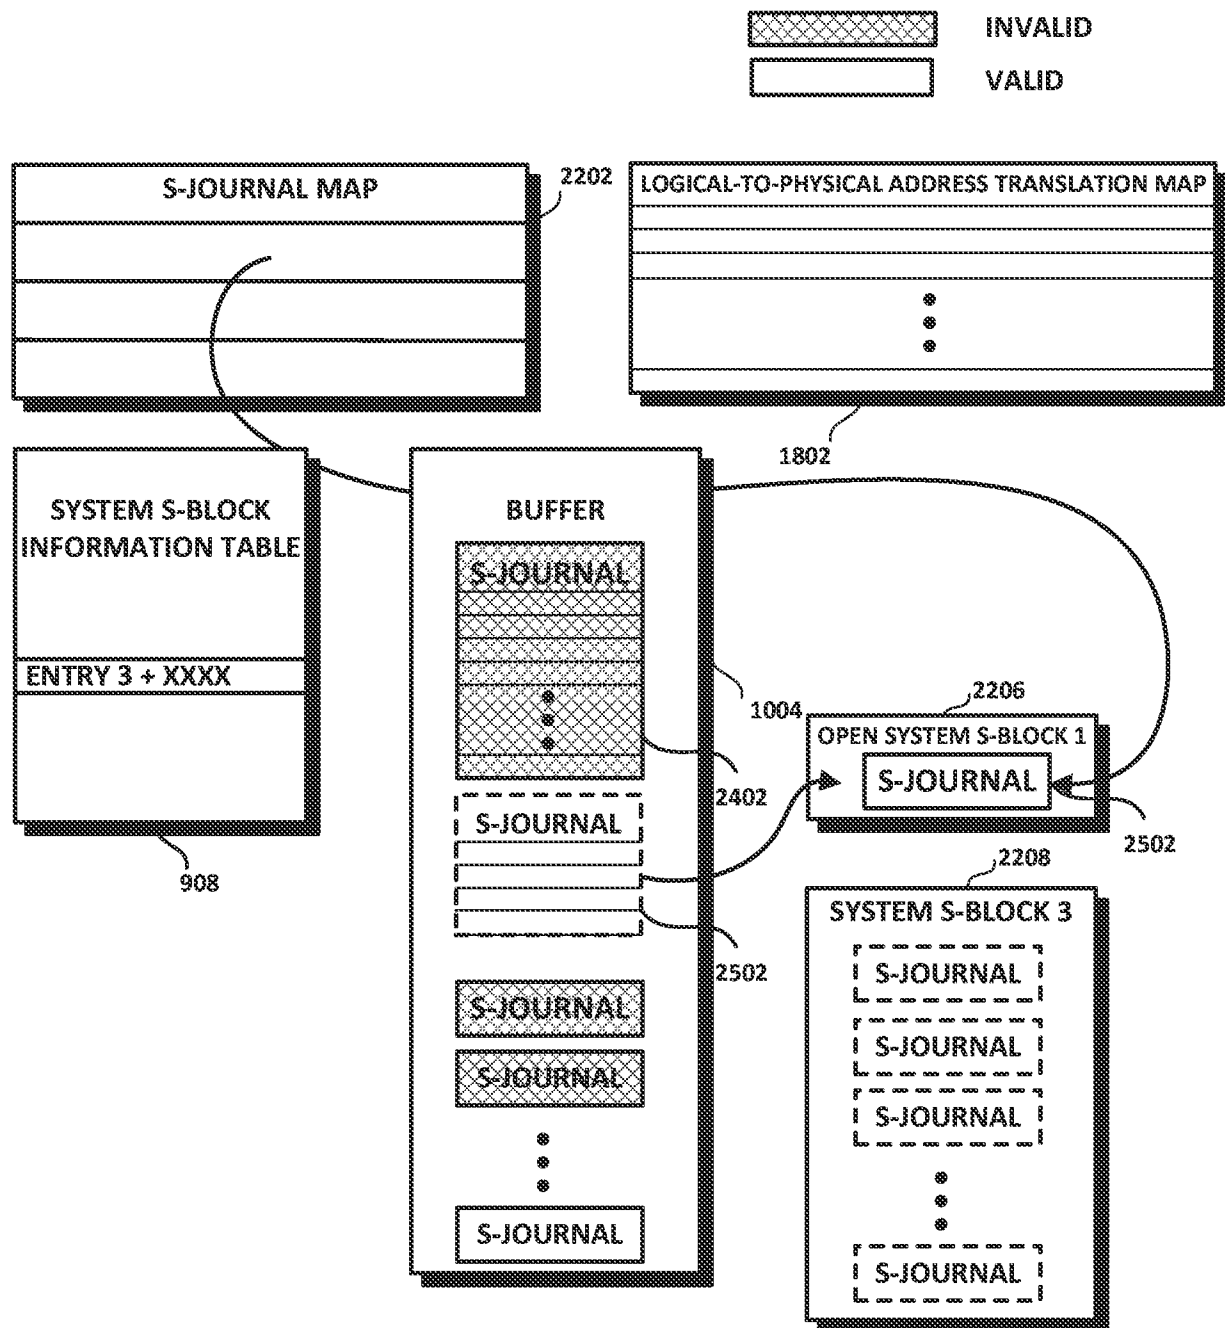 INVALID
VALID
S-JOURNAL MAP
2202
LOGICAL-TO-PHYSICAL ADDRESS TRANSLATION MAP
1802
SYSTEM S-BLOCK
INFORMATION TABLE
ENTRY 3 + XXXX
908
BUFFER
S-JOURNAL
1004
2402
S-JOURNAL
2502
S-JOURNAL
S-JOURNAL
S-JOURNAL
2206
OPEN SYSTEM S-BLOCK 1
S-JOURNAL
2502
2208
SYSTEM S-BLOCK 3
S-JOURNAL
S-JOURNAL
S-JOURNAL
S-JOURNAL